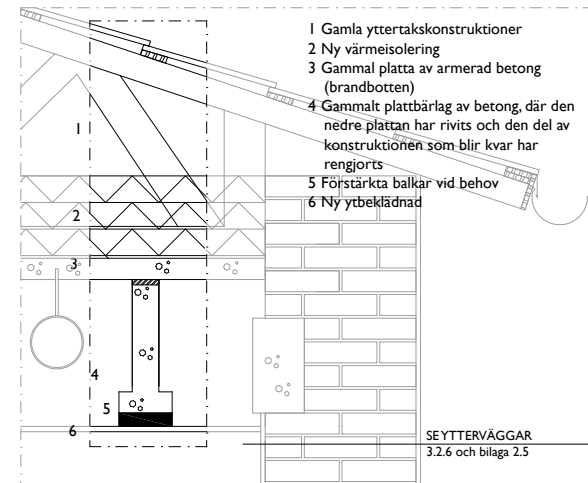 1 Gamla yttertakskonstruktioner
2 Ny värmeisolering
3 Gammal platta av armerad betong
(brandbotten)
4 Gammalt plattbärlag av betong, där den
nedre plattan har rivits och den del av
konstruktionen som blir kvar har
rengjorts
5 Förstärkta balkar vid behov
6 Ny ytbeklädnad
1
2
3
4
5
6
SE YTTERVÄGGAR
3.2.6 och bilaga 2.5